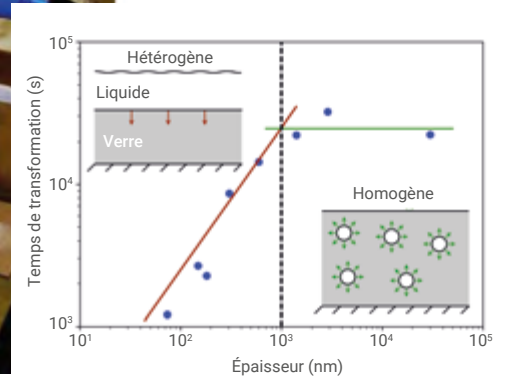 10⁵
Hétérogène
Liquide
Verre
Temps de transformation (s)
10⁴
Homogène
10³
10¹
10²
10³
10⁴
10⁵
Épaisseur (nm)